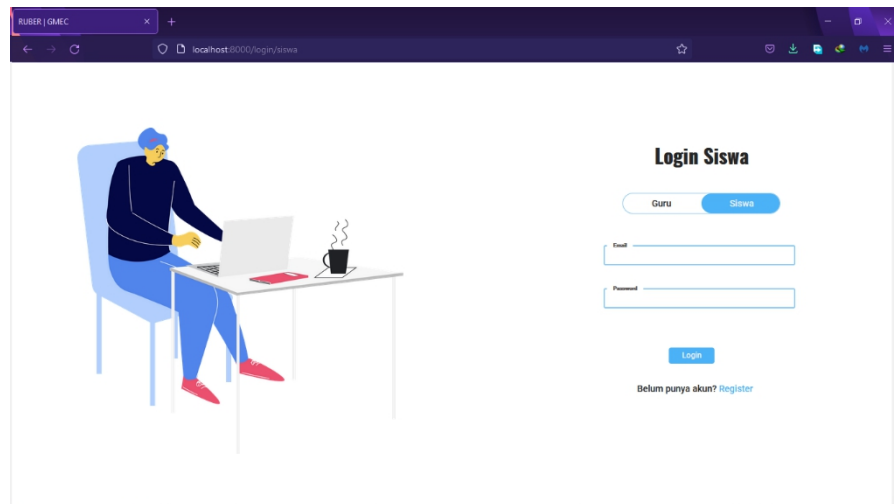 RUBER | GMEC
localhost:8000/login/siswa
Login Siswa
Guru Siswa
Email
Password
Login
Belum punya akun? Register